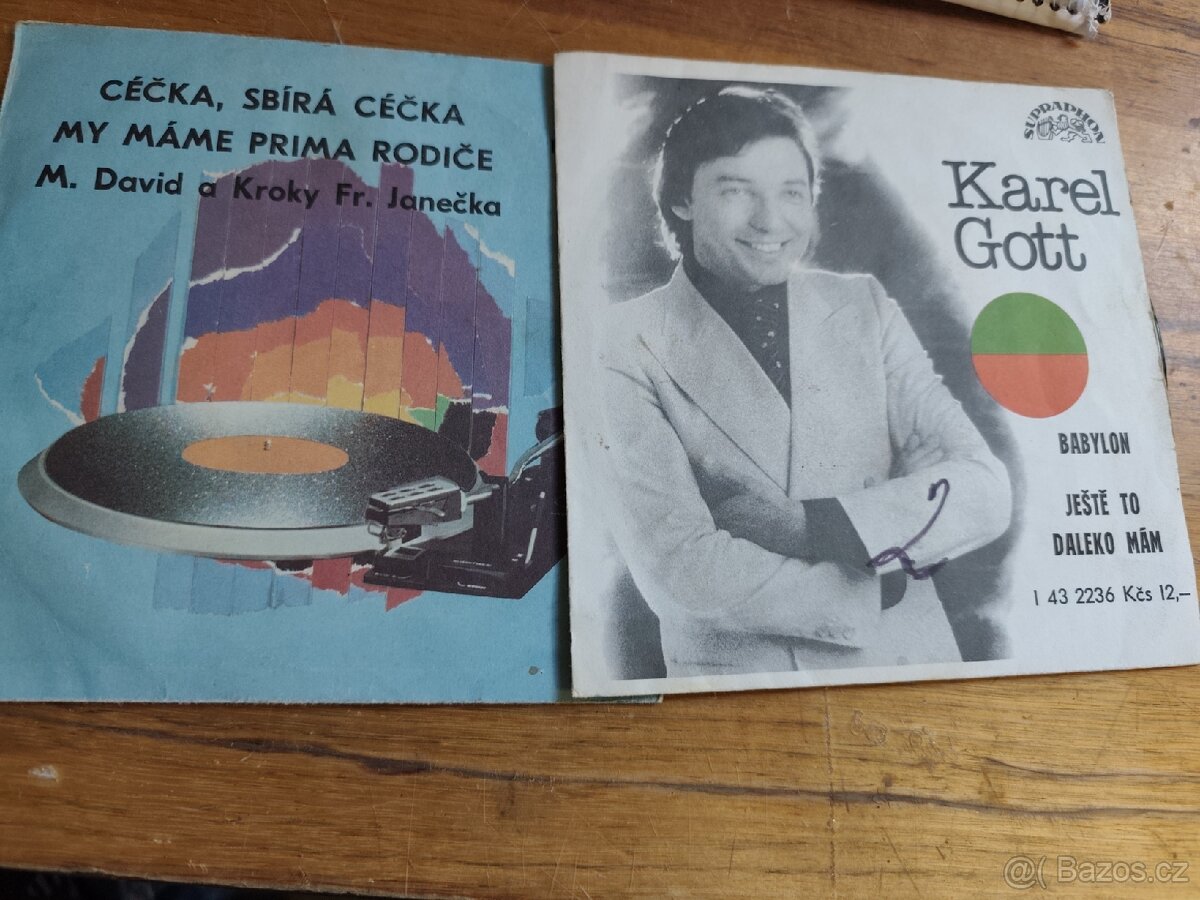 CÉČKA, SBÍRÁ CÉČKA
MY MÁME PRIMA RODIČE
M. David a Kroky Fr. Janečka
SUPRAPHON
Karel
Gott
BABYLON
JEŠTĚ TO
DALEKO MÁM
1 43 2236 Kčs 12,-
2
Bazos.cz